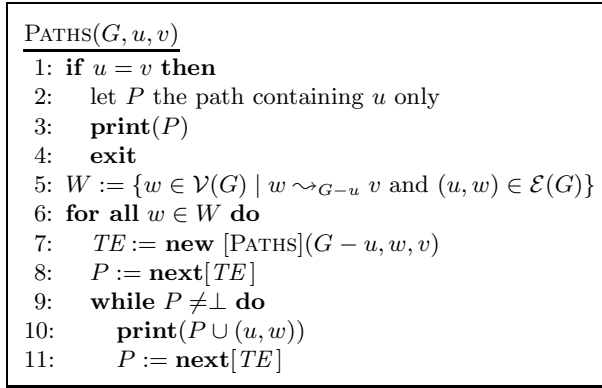 PATHS(G, u, v)
1: if u = v then
2: let P the path containing u only
3: print(P)
4: exit
5: W := {w ∈ V(G) | w ⇝_{G−u} v and (u, w) ∈ E(G)}
6: for all w ∈ W do
7: TE := new [PATHS](G − u, w, v)
8: P := next[TE]
9: while P ≠⊥ do
10: print(P ∪ (u, w))
11: P := next[TE]